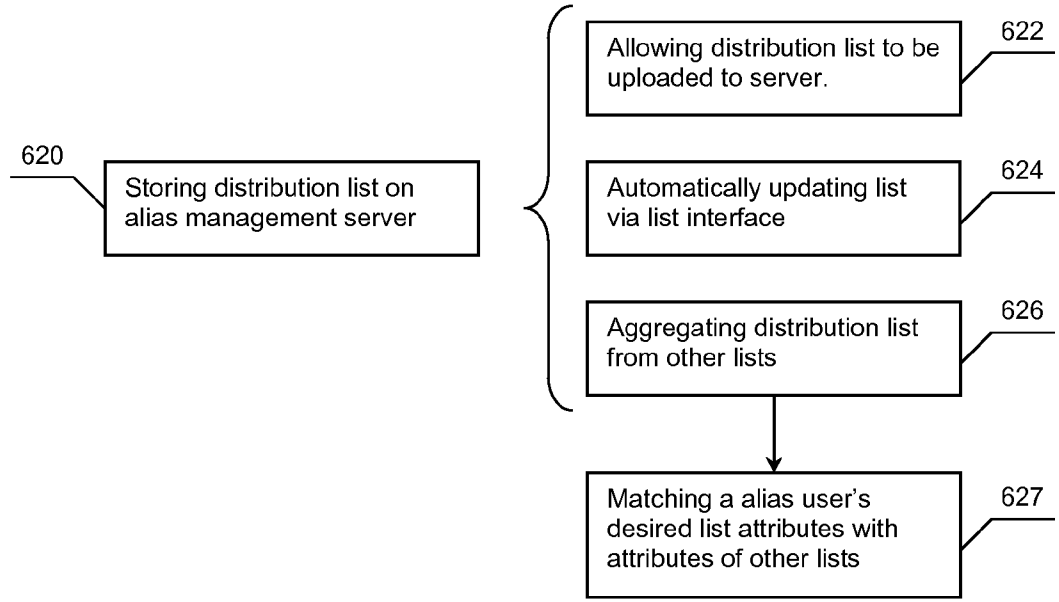 622
Allowing distribution list to be
uploaded to server.
620
Storing distribution list on
alias management server
624
Automatically updating list
via list interface
626
Aggregating distribution list
from other lists
627
Matching a alias user's
desired list attributes with
attributes of other lists